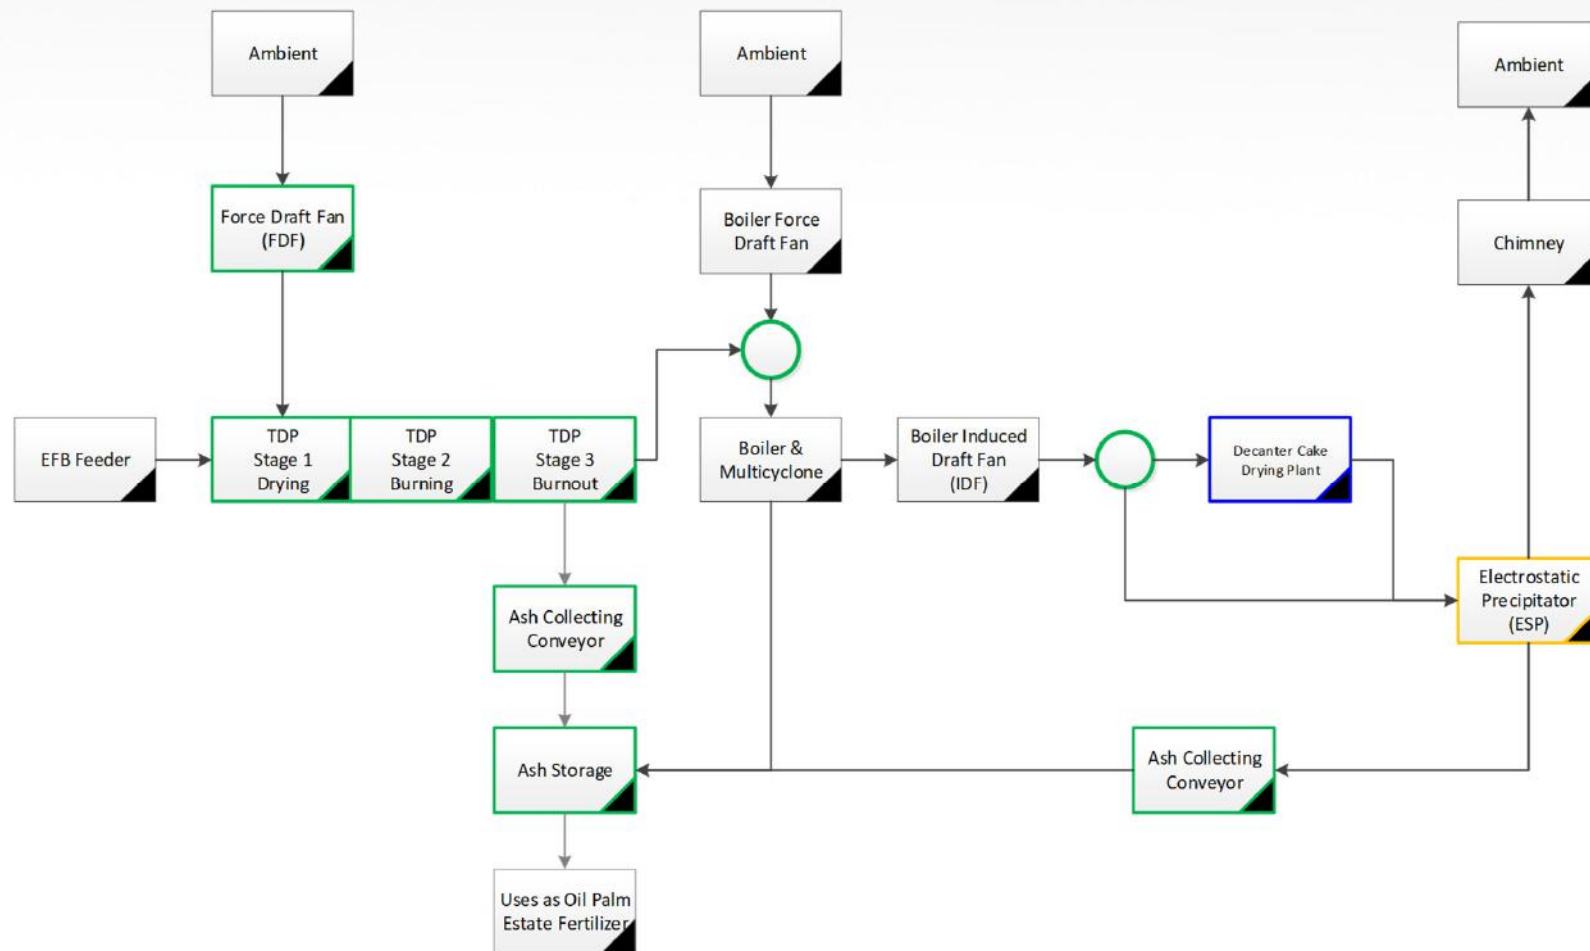 Ambient
Ambient
Ambient
Force Draft Fan
(FDF)
Boiler Force
Draft Fan
Chimney
EFB Feeder
TDP
Stage 1
Drying
TDP
Stage 2
Burning
TDP
Stage 3
Burnout
Boiler &
Multicyclone
Boiler Induced
Draft Fan
(IDF)
Decanter Cake
Drying Plant
Electrostatic
Precipitator
(ESP)
Ash Collecting
Conveyor
Ash Storage
Ash Collecting
Conveyor
Uses as Oil Palm
Estate Fertilizer